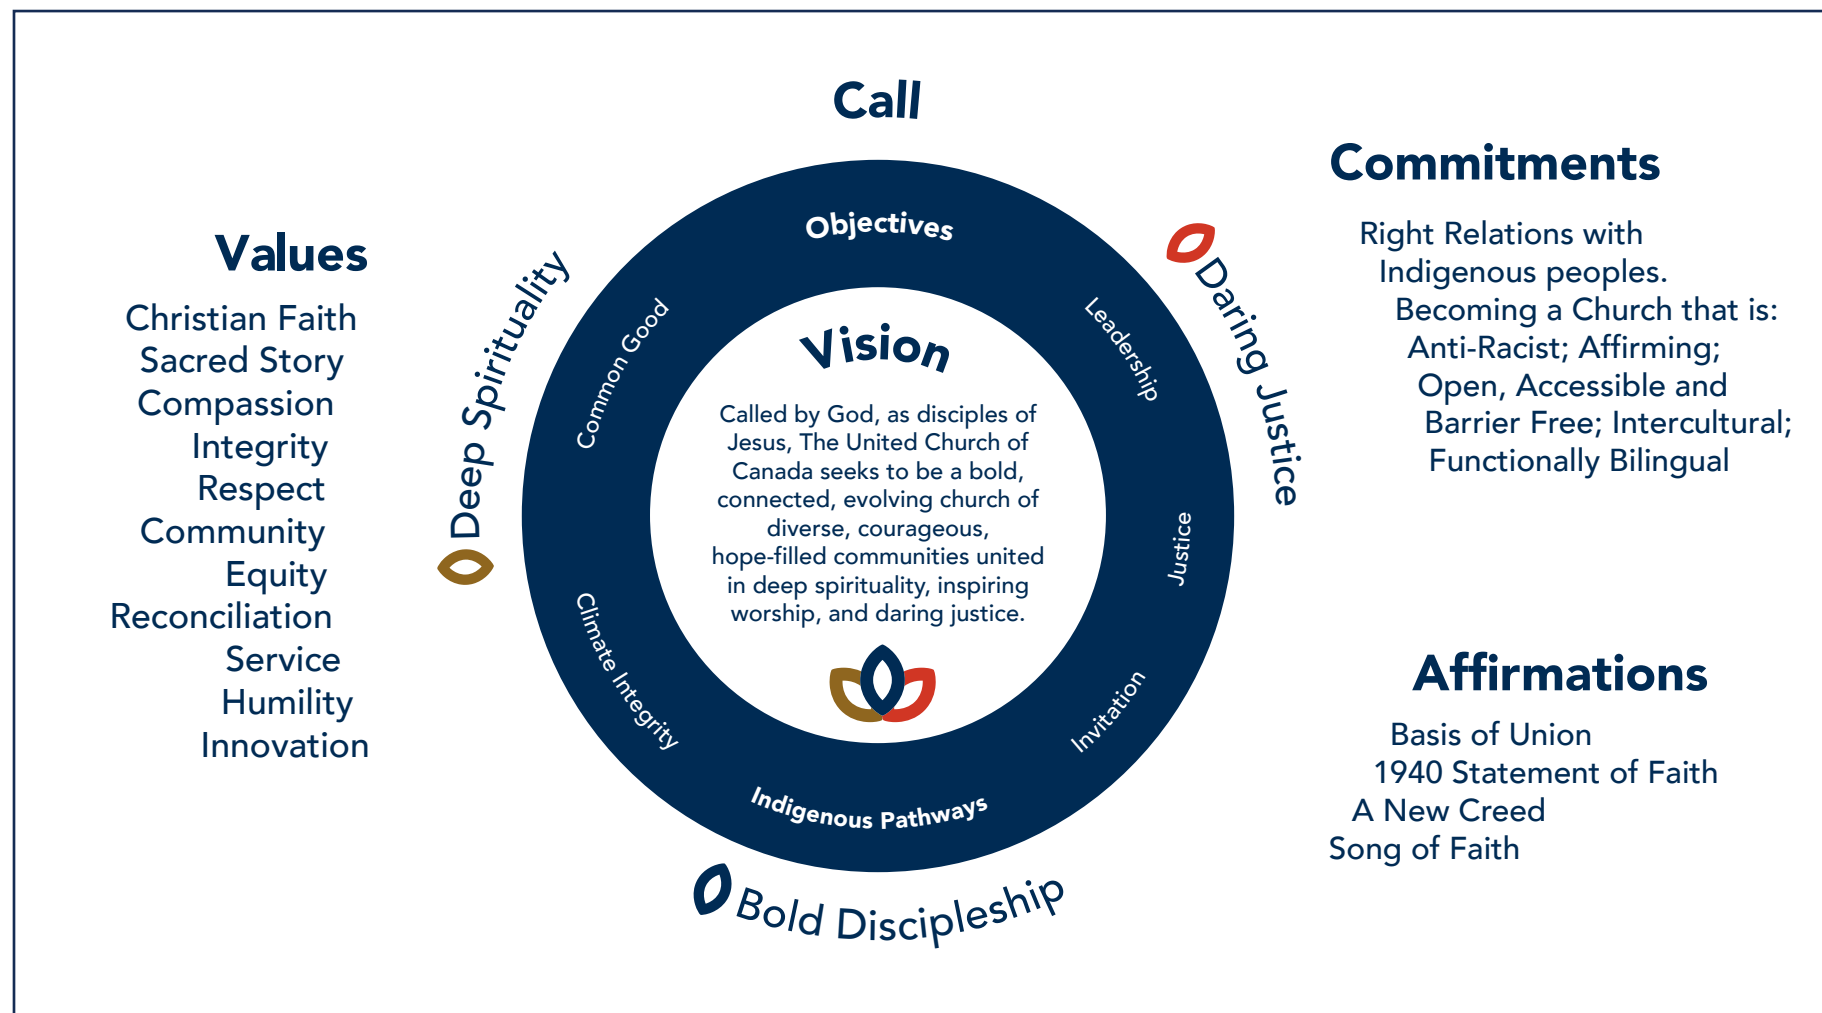 Call
Values
Christian Faith
Sacred Story
Compassion
Integrity
Respect
Community
Equity
Reconciliation
Service
Humility
Innovation
Deep Spirituality
Daring Justice
Bold Discipleship
Objectives
Common Good
Leadership
Justice
Climate Integrity
Invitation
Indigenous Pathways
Vision
Called by God, as disciples of
Jesus, The United Church of
Canada seeks to be a bold,
connected, evolving church of
diverse, courageous,
hope-filled communities united
in deep spirituality, inspiring
worship, and daring justice.
Commitments
Right Relations with
Indigenous peoples.
Becoming a Church that is:
Anti-Racist; Affirming;
Open, Accessible and
Barrier Free; Intercultural;
Functionally Bilingual
Affirmations
Basis of Union
1940 Statement of Faith
A New Creed
Song of Faith